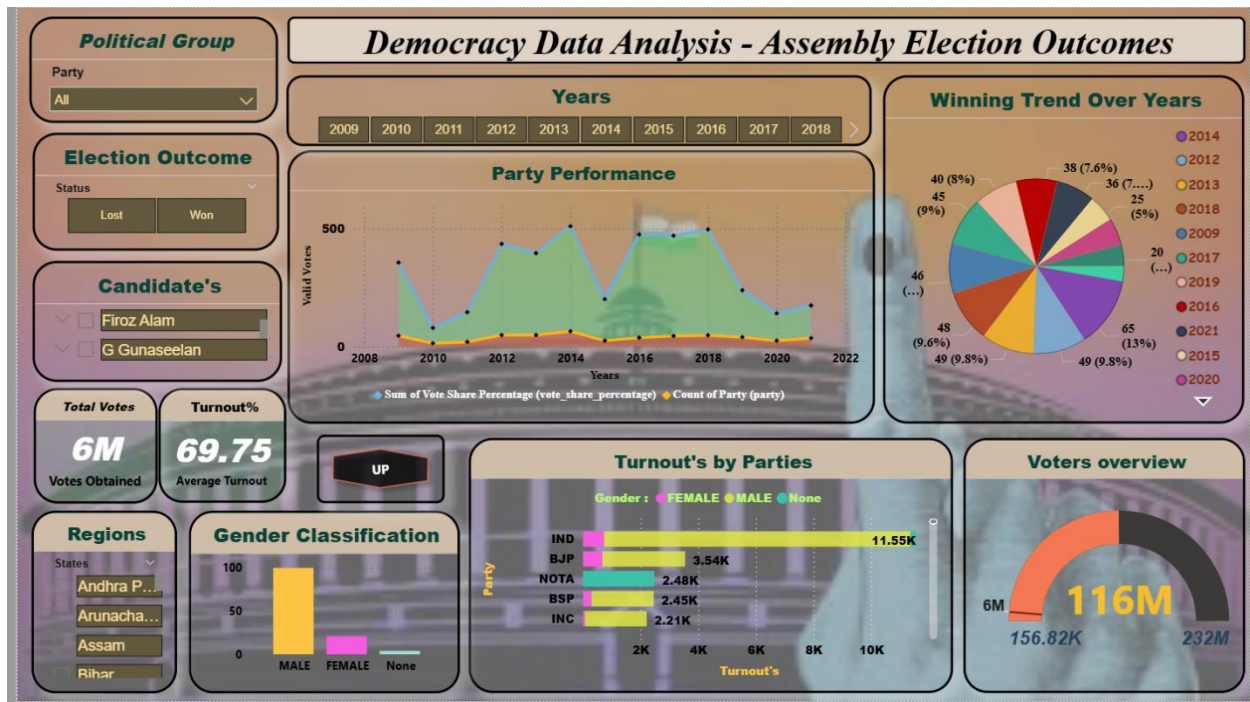 Political Group
Party
All
Democracy Data Analysis - Assembly Election Outcomes
Years
2009 2010 2011 2012 2013 2014 2015 2016 2017 2018
Election Outcome
Status
Lost Won
Candidate's
Firoz Alam
G Gunaseelan
Party Performance
Valid Votes
500
0
2008 2010 2012 2014 2016 2018 2020 2022
Years
Sum of Vote Share Percentage (vote_share_percentage) Count of Party (party)
Winning Trend Over Years
38 (7.6%)
36 (7....)
25
(5%)
20
(...)
65
(13%)
49 (9.8%)
49 (9.8%)
48
(9.6%)
46
(...)
45
(9%)
40 (8%)
2014
2012
2013
2018
2009
2017
2019
2016
2021
2015
2020
Total Votes
6M
Votes Obtained
Turnout%
69.75
Average Turnout
UP
Regions
States
Andhra P...
Arunacha...
Assam
Bihar
Gender Classification
100
50
0
MALE FEMALE None
Turnout's by Parties
Gender : FEMALE MALE None
Party
IND 11.55K
BJP 3.54K
NOTA 2.48K
BSP 2.45K
INC 2.21K
2K 4K 6K 8K 10K
Turnout's
Voters overview
6M
116M
156.82K 232M